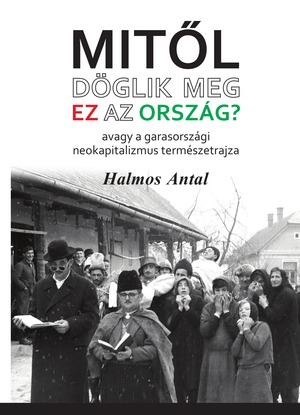 MITŐL
DÖGLIK MEG
EZ AZ ORSZÁG?
avagy a garasországi
neokapitalizmus természetrajza
Halmos Antal